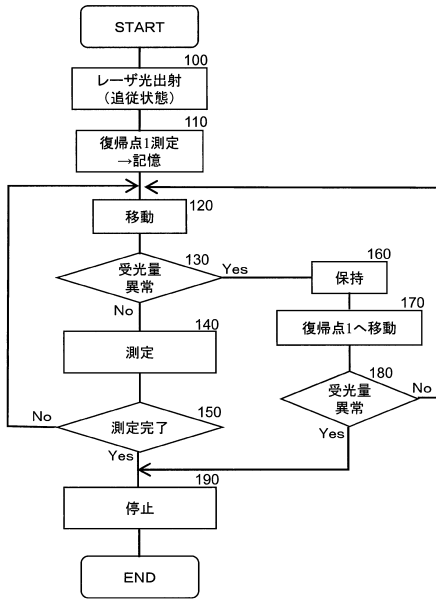 START
100
レーザ光出射
(追従状態)
110
復帰点1測定
→記憶
120
移動
130
受光量
異常
Yes
No
160
保持
170
復帰点1へ移動
140
測定
180
受光量
異常
No
Yes
150
測定完了
No
Yes
190
停止
END